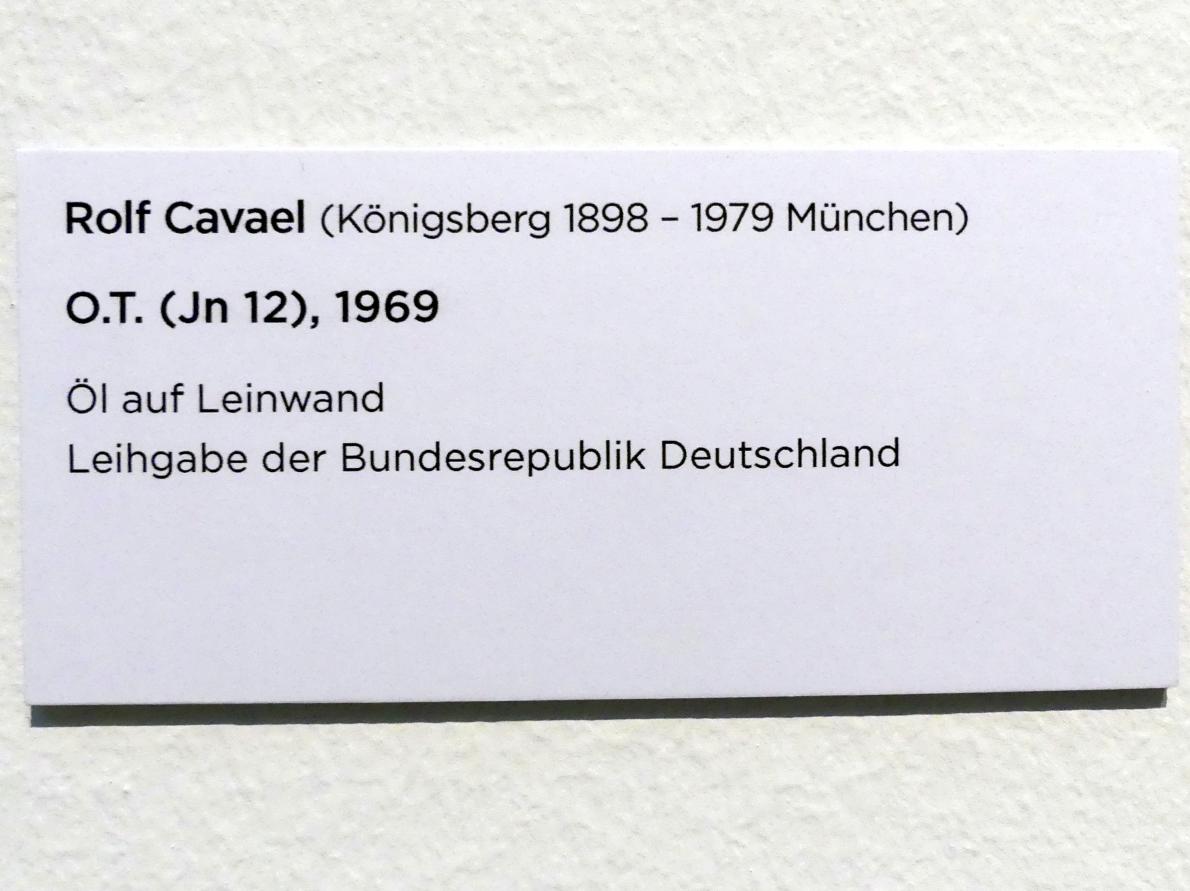 Rolf Cavael (Königsberg 1898 – 1979 München)
O.T. (Jn 12), 1969
Öl auf Leinwand
Leihgabe der Bundesrepublik Deutschland